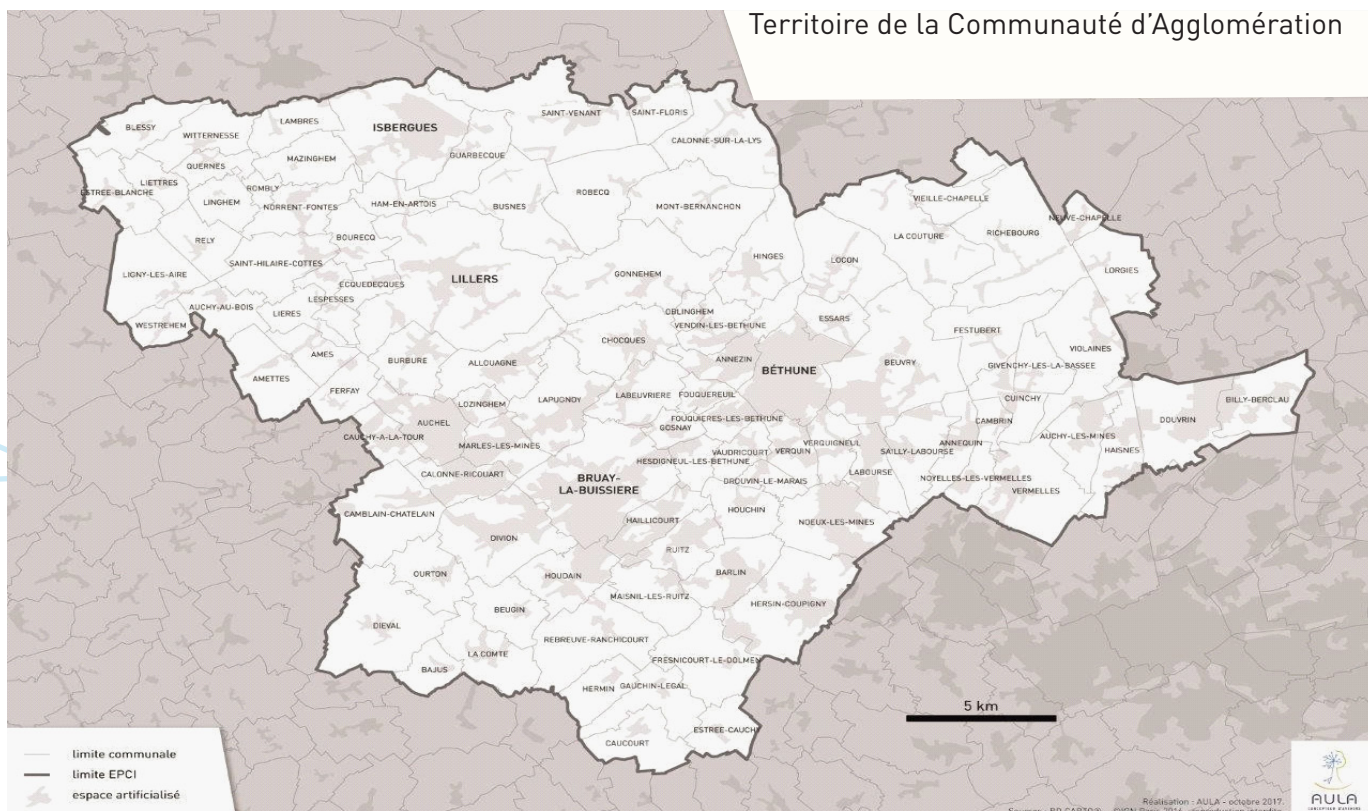 Territoire de la Communauté d'Agglomération
BLESSY
WITTERNESSE
LAMBRES
ISBERGUES
SAINT-VENANT
SAINT-FLORIS
CALONNE-SUR-LA-LYS
QUERNES
MAZINGHEM
GUARBECQUE
ESTREE-BLANCHE
LIETTRES
LINGHEM
ROMBLY
NORRENT-FONTES
HAM-EN-ARTOIS
BUSNES
ROBECQ
MONT-BERNANCHON
VIEILLE-CHAPELLE
NEUVE-CHAPELLE
RELY
BOURECQ
LA COUTURE
RICHEBOURG
LIGNY-LES-AIRE
SAINT-HILAIRE-COTTES
ECQUEDECQUES
LILLERS
GONNEHEM
HINGES
LOCON
LORGIES
AUCHY-AU-BOIS
LIERES
LESPESSES
WESTREHEM
OBLINGHEM
VENDIN-LES-BETHUNE
ESSARS
FESTUBERT
AMES
BURBURE
ALLOUAGNE
CHOCQUES
ANNEZIN
BÉTHUNE
BEUVRY
VIOLAINES
GIVENCHY-LES-LA-BASSEE
AMETTES
FERFAY
LOZINGHEM
LAPUGNOY
LABEUVRIERE
FOUQUEREUIL
CUINCHY
BILLY-BERCLAU
AUCHEL
FOUQUIERES-LES-BETHUNE
GOSNAY
CAMBRIN
DOUVRIN
CAUCHY-A-LA-TOUR
MARLES-LES-MINES
VAUDRICOURT
VERQUIN
VERQUIGNEUL
SAILLY-LABOURSE
ANNEQUIN
AUCHY-LES-MINES
HAISNES
CALONNE-RICOUART
BRUAY-
LA-BUISSIERE
HESDIGNEUL-LES-BETHUNE
DROUVIN-LE-MARAIS
LABOURSE
NOYELLES-LES-VERMELLES
VERMELLES
CAMBLAIN-CHATELAIN
DIVION
HAILLICOURT
HOUCHIN
NOEUX-LES-MINES
RUITZ
OURTON
HOUDAIN
BARLIN
MAISNIL-LES-RUITZ
HERSIN-COUPIGNY
DIEVAL
BEUGIN
REBREUVE-RANCHICOURT
LA COMTE
BAJUS
FRESNICOURT-LE-DOLMEN
HERMIN
GAUCHIN-LEGAL
CAUCOURT
ESTREE-CAUCHY
5 km
limite communale
limite EPCI
espace artificialisé
Réalisation : AULA - octobre 2017.
AULA